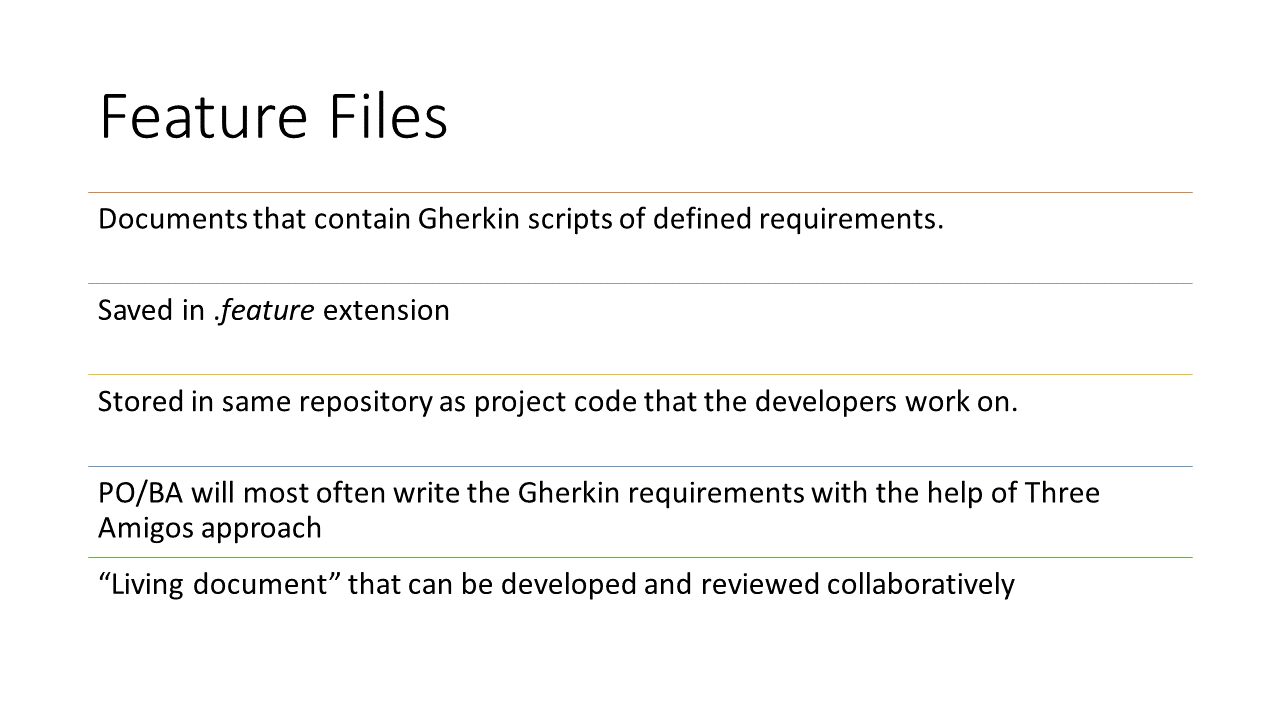 Feature Files
Documents that contain Gherkin scripts of defined requirements.
Saved in .feature extension
Stored in same repository as project code that the developers work on.
PO/BA will most often write the Gherkin requirements with the help of Three
Amigos approach
“Living document” that can be developed and reviewed collaboratively